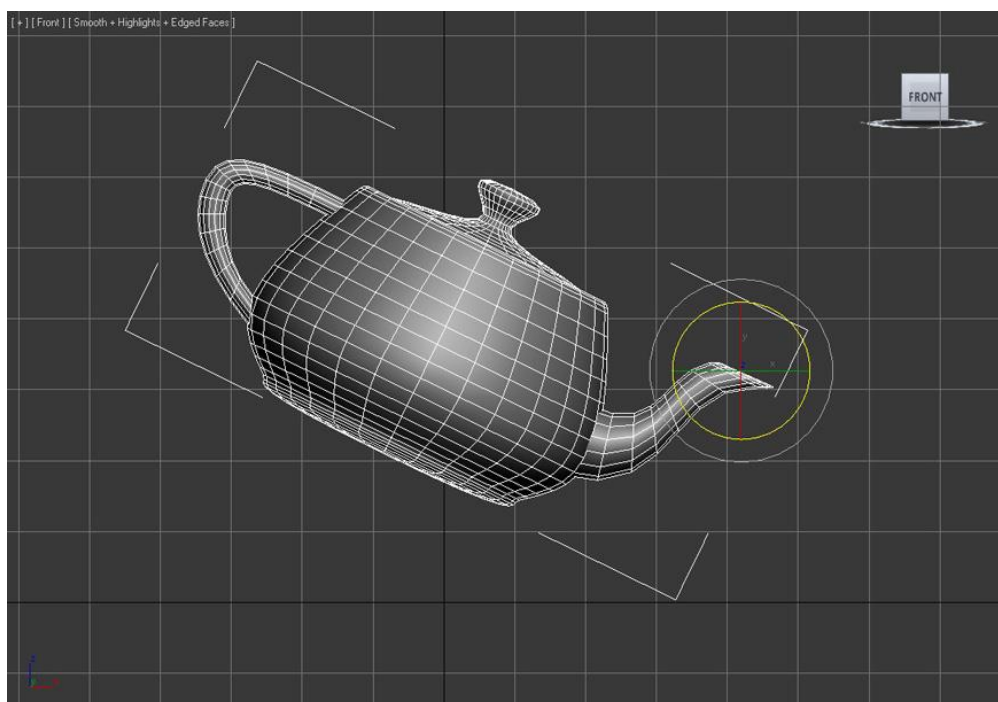 [ + ] [ Front ] [ Smooth + Highlights + Edged Faces ]
FRONT
y
x
z